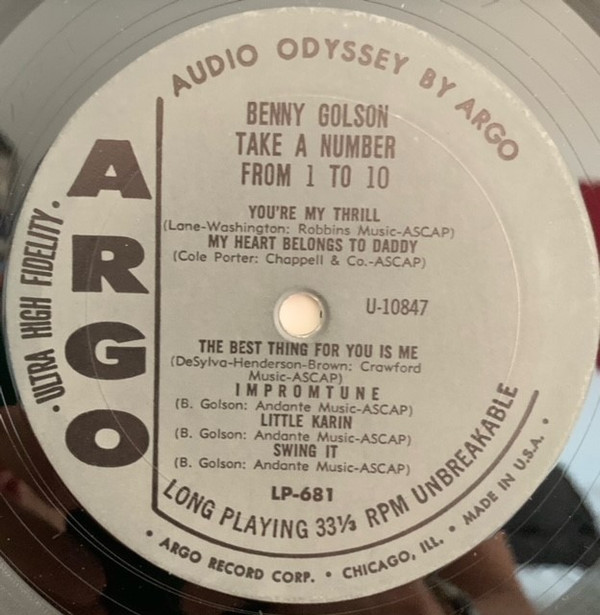 AUDIO ODYSSEY BY ARGO
ARGO
• ULTRA HIGH FIDELITY •
BENNY GOLSON
TAKE A NUMBER
FROM 1 TO 10
YOU'RE MY THRILL
(Lane-Washington: Robbins Music-ASCAP)
MY HEART BELONGS TO DADDY
(Cole Porter: Chappell & Co.-ASCAP)
U-10847
THE BEST THING FOR YOU IS ME
(DeSylva-Henderson-Brown: Crawford
Music-ASCAP)
IMPROMTUNE
(B. Golson: Andante Music-ASCAP)
LITTLE KARIN
(B. Golson: Andante Music-ASCAP)
SWING IT
(B. Golson: Andante Music-ASCAP)
LP-681
LONG PLAYING 33⅓ RPM UNBREAKABLE
• ARGO RECORD CORP. • CHICAGO, ILL. • MADE IN U.S.A. •